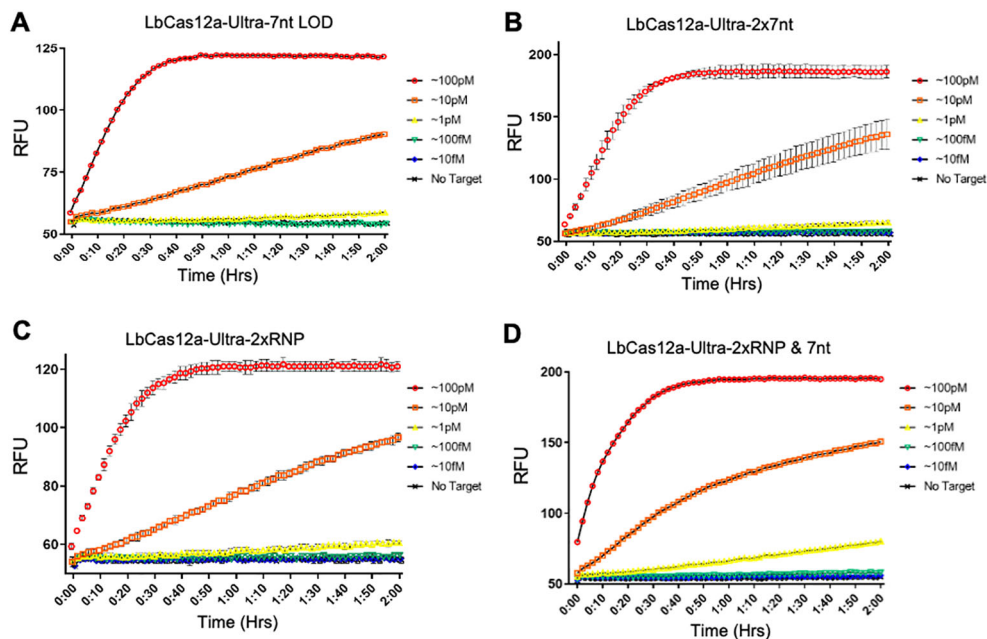 A
LbCas12a-Ultra-7nt LOD
RFU
125
100
75
50
0:00 0:10 0:20 0:30 0:40 0:50 1:00 1:10 1:20 1:30 1:40 1:50 2:00
Time (Hrs)
~100pM
~10pM
~1pM
~100fM
~10fM
No Target
B
LbCas12a-Ultra-2x7nt
RFU
200
150
100
50
0:00 0:10 0:20 0:30 0:40 0:50 1:00 1:10 1:20 1:30 1:40 1:50 2:00
Time (Hrs)
~100pM
~10pM
~1pM
~100fM
~10fM
No Target
C
LbCas12a-Ultra-2xRNP
RFU
120
100
80
60
0:00 0:10 0:20 0:30 0:40 0:50 1:00 1:10 1:20 1:30 1:40 1:50 2:00
Time (Hrs)
~100pM
~10pM
~1pM
~100fM
~10fM
No Target
D
LbCas12a-Ultra-2xRNP & 7nt
RFU
200
150
100
50
0:00 0:10 0:20 0:30 0:40 0:50 1:00 1:10 1:20 1:30 1:40 1:50 2:00
Time (Hrs)
~100pM
~10pM
~1pM
~100fM
~10fM
No Target